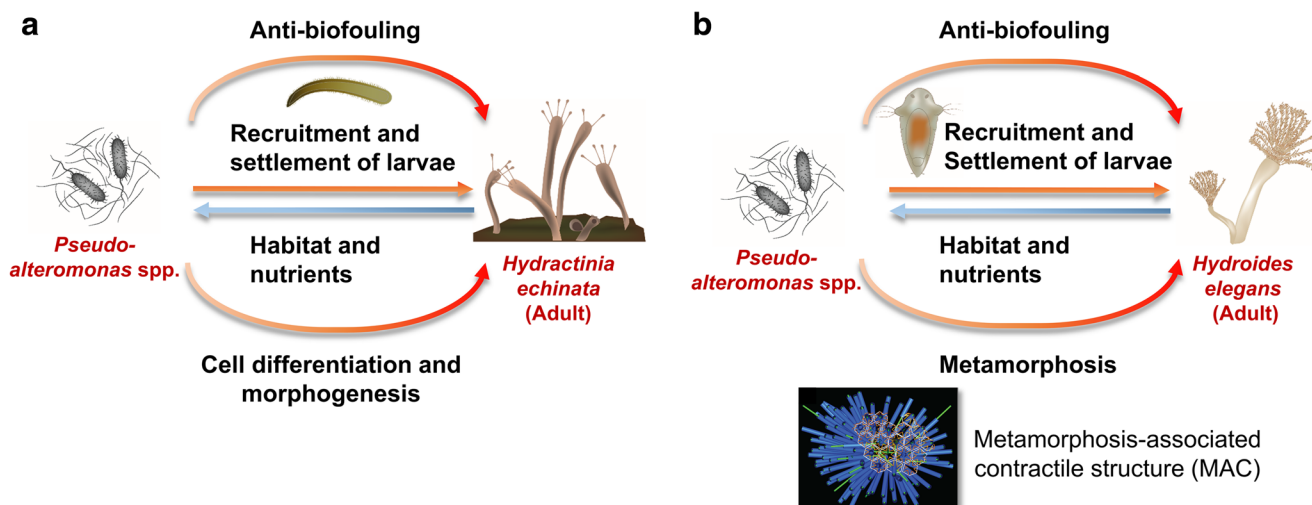 a
Anti-biofouling
Recruitment and
settlement of larvae
Pseudo-
alteromonas spp.
Habitat and
nutrients
Hydractinia
echinata
(Adult)
Cell differentiation and
morphogenesis
b
Anti-biofouling
Recruitment and
Settlement of larvae
Pseudo-
alteromonas spp.
Habitat and
nutrients
Hydroides
elegans
(Adult)
Metamorphosis
Metamorphosis-associated
contractile structure (MAC)